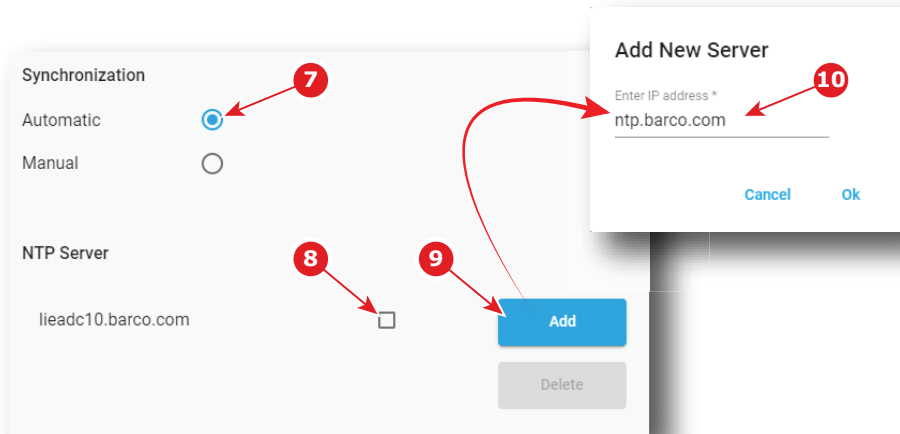 Synchronization
7
Automatic
Manual
NTP Server
8
9
lieadc10.barco.com
Add
Delete
Add New Server
10
Enter IP address *
ntp.barco.com
Cancel
Ok